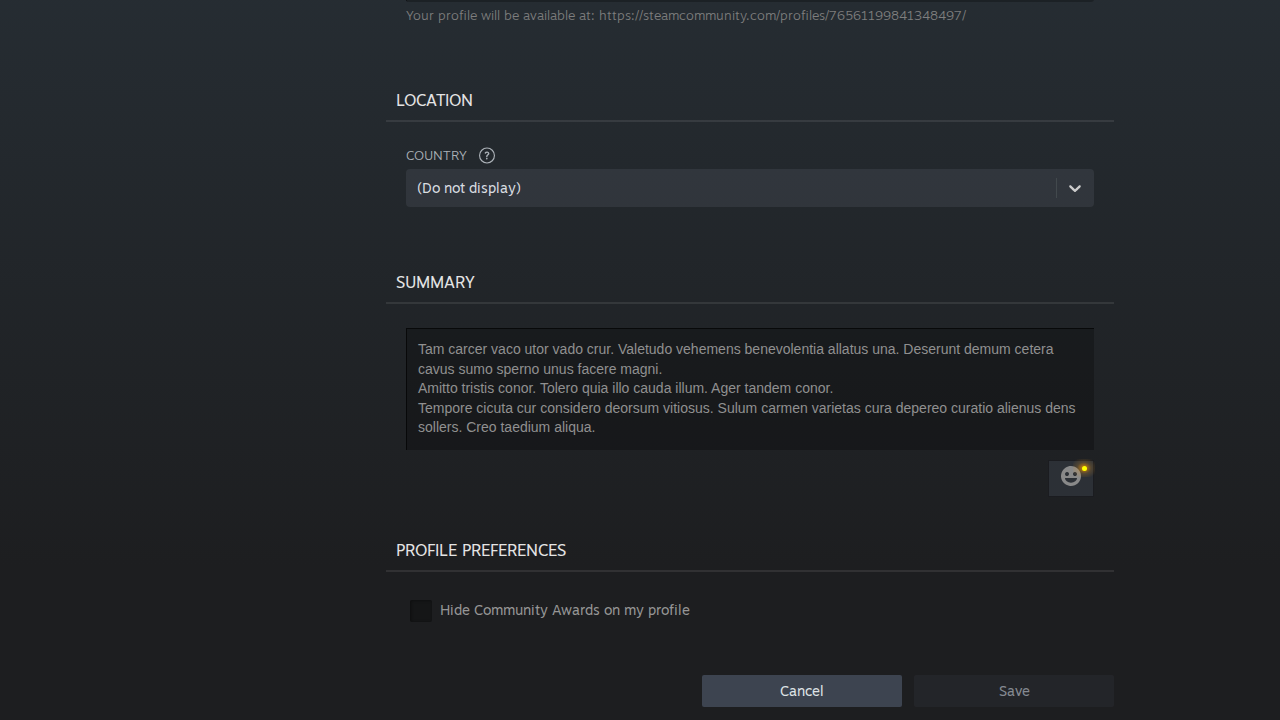 Your profile will be available at: https://steamcommunity.com/profiles/76561199841348497/
LOCATION
COUNTRY ?
(Do not display)
SUMMARY
Tam carcer vaco utor vado crur. Valetudo vehemens benevolentia allatus una. Deserunt demum cetera
cavus sumo sperno unus facere magni.
Amitto tristis conor. Tolero quia illo cauda illum. Ager tandem conor.
Tempore cicuta cur considero deorsum vitiosus. Sulum carmen varietas cura depereo curatio alienus dens
sollers. Creo taedium aliqua.
PROFILE PREFERENCES
Hide Community Awards on my profile
Cancel
Save